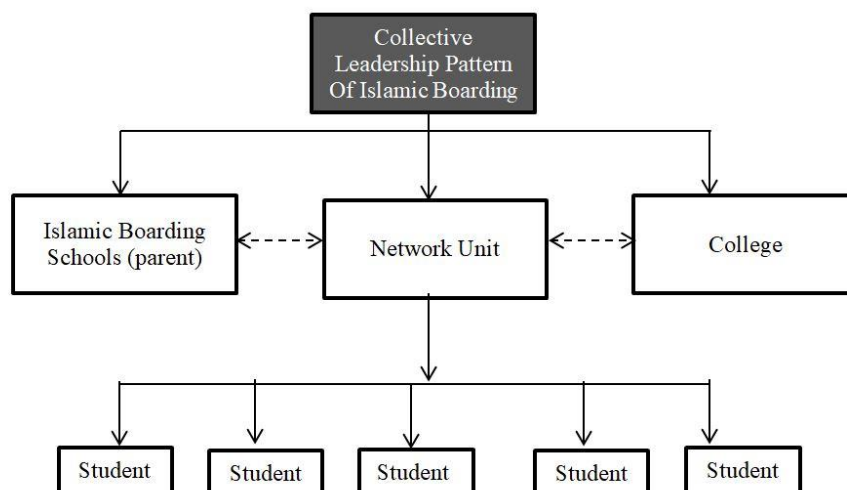 Collective
Leadership Pattern
Of Islamic Boarding
Islamic Boarding
Schools (parent)
Network Unit
College
Student
Student
Student
Student
Student